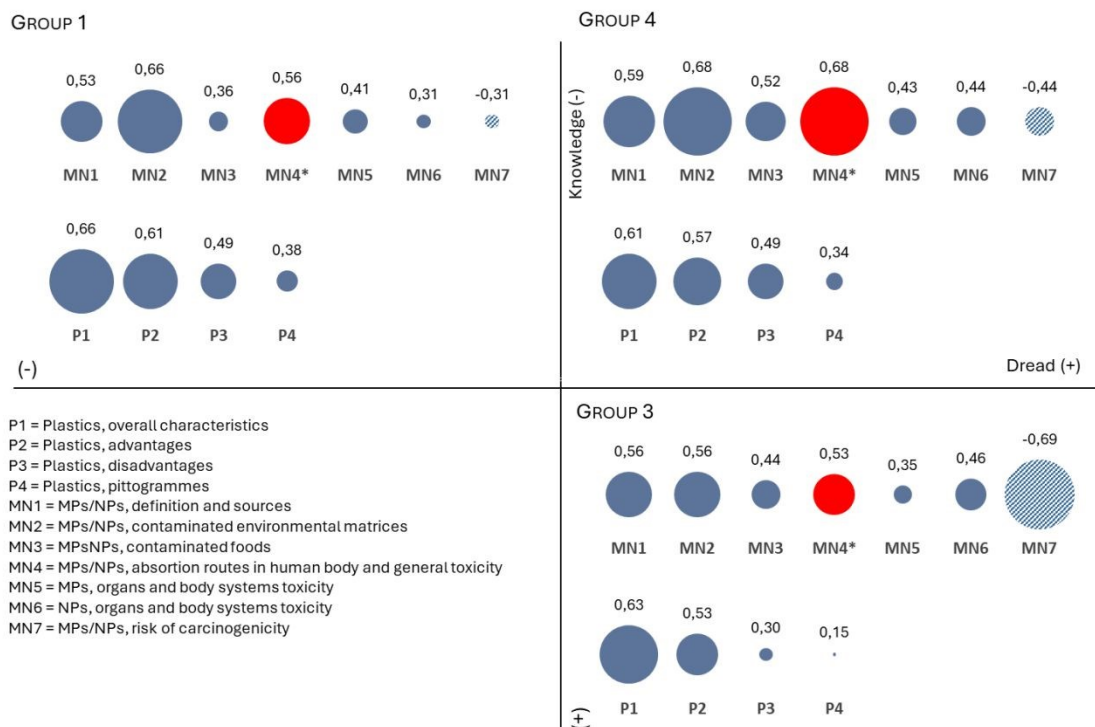 GROUP 1
0,53 0,66 0,36 0,56 0,41 0,31 -0,31
MN1 MN2 MN3 MN4* MN5 MN6 MN7
0,66 0,61 0,49 0,38
P1 P2 P3 P4
(-)
GROUP 4
Knowledge (-)
0,59 0,68 0,52 0,68 0,43 0,44 -0,44
MN1 MN2 MN3 MN4* MN5 MN6 MN7
0,61 0,57 0,49 0,34
P1 P2 P3 P4
Dread (+)
P1 = Plastics, overall characteristics
P2 = Plastics, advantages
P3 = Plastics, disadvantages
P4 = Plastics, pittogrammes
MN1 = MPs/NPs, definition and sources
MN2 = MPs/NPs, contaminated environmental matrices
MN3 = MPsNPs, contaminated foods
MN4 = MPs/NPs, absortion routes in human body and general toxicity
MN5 = MPs, organs and body systems toxicity
MN6 = NPs, organs and body systems toxicity
MN7 = MPs/NPs, risk of carcinogenicity
GROUP 3
0,56 0,56 0,44 0,53 0,35 0,46 -0,69
MN1 MN2 MN3 MN4* MN5 MN6 MN7
0,63 0,53 0,30 0,15
P1 P2 P3 P4
(+)